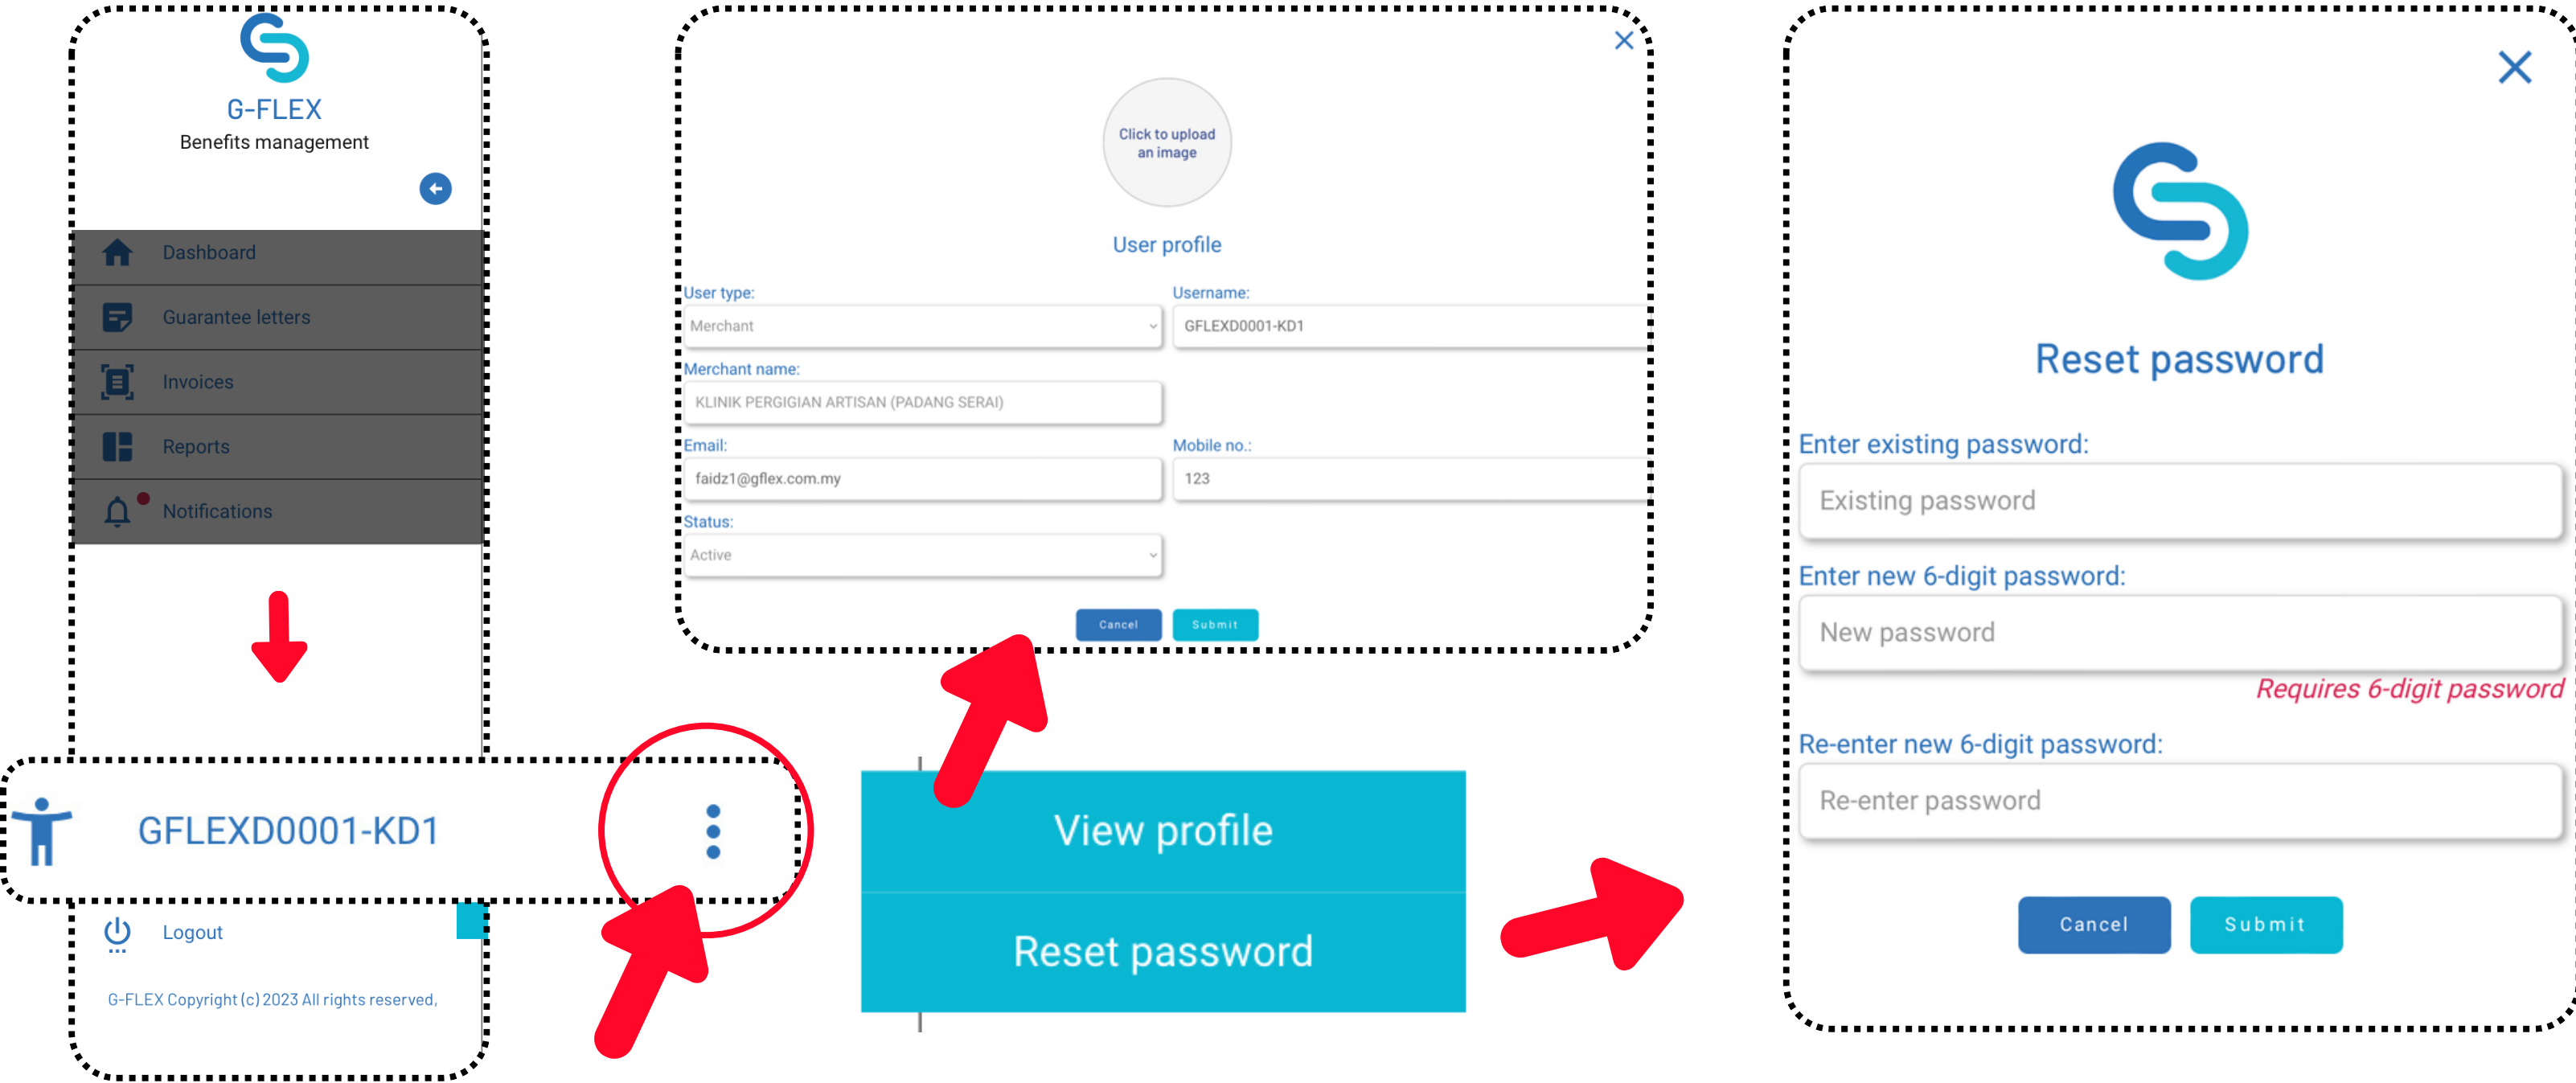 G-FLEX
Benefits management
Dashboard
Guarantee letters
Invoices
Reports
Notifications
GFLEXD0001-KD1
Logout
G-FLEX Copyright (c) 2023 All rights reserved,
Click to upload
an image
User profile
User type:
Merchant
Username:
GFLEXD0001-KD1
Merchant name:
KLINIK PERGIGIAN ARTISAN (PADANG SERAI)
Email:
faidz1@gflex.com.my
Mobile no.:
123
Status:
Active
Cancel
Submit
View profile
Reset password
Reset password
Enter existing password:
Existing password
Enter new 6-digit password:
New password
Requires 6-digit password
Re-enter new 6-digit password:
Re-enter password
Cancel
Submit